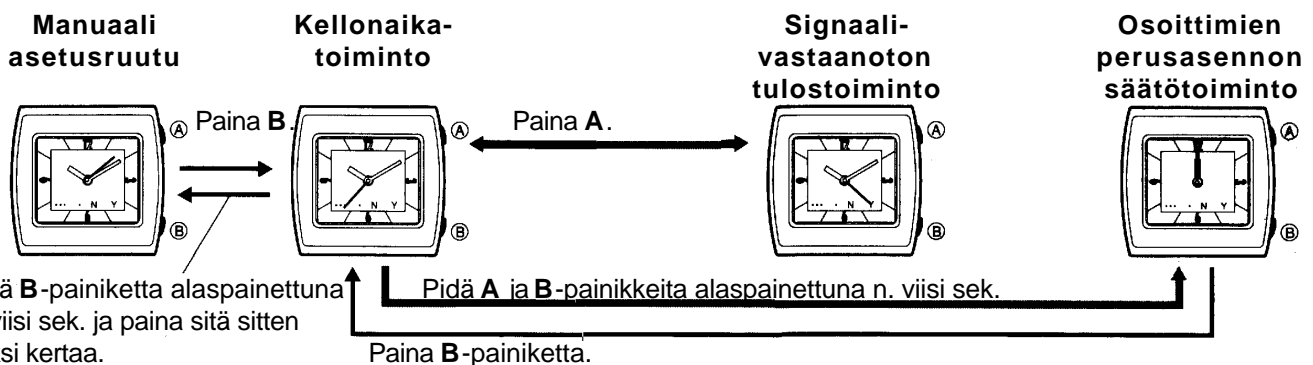 Manuaali
asetusruutu
Kellonaika-
toiminto
Signaali-
vastaanoton
tulostoiminto
Osoittimien
perusasennon
säätötoiminto
Paina B.
Paina A.
A
B
A
B
A
B
A
B
B-painiketta alaspainettuna
sek. ja paina sitä sitten
kertaa.
Pidä A ja B-painikkeita alaspainettuna n. viisi sek.
Paina B-painiketta.